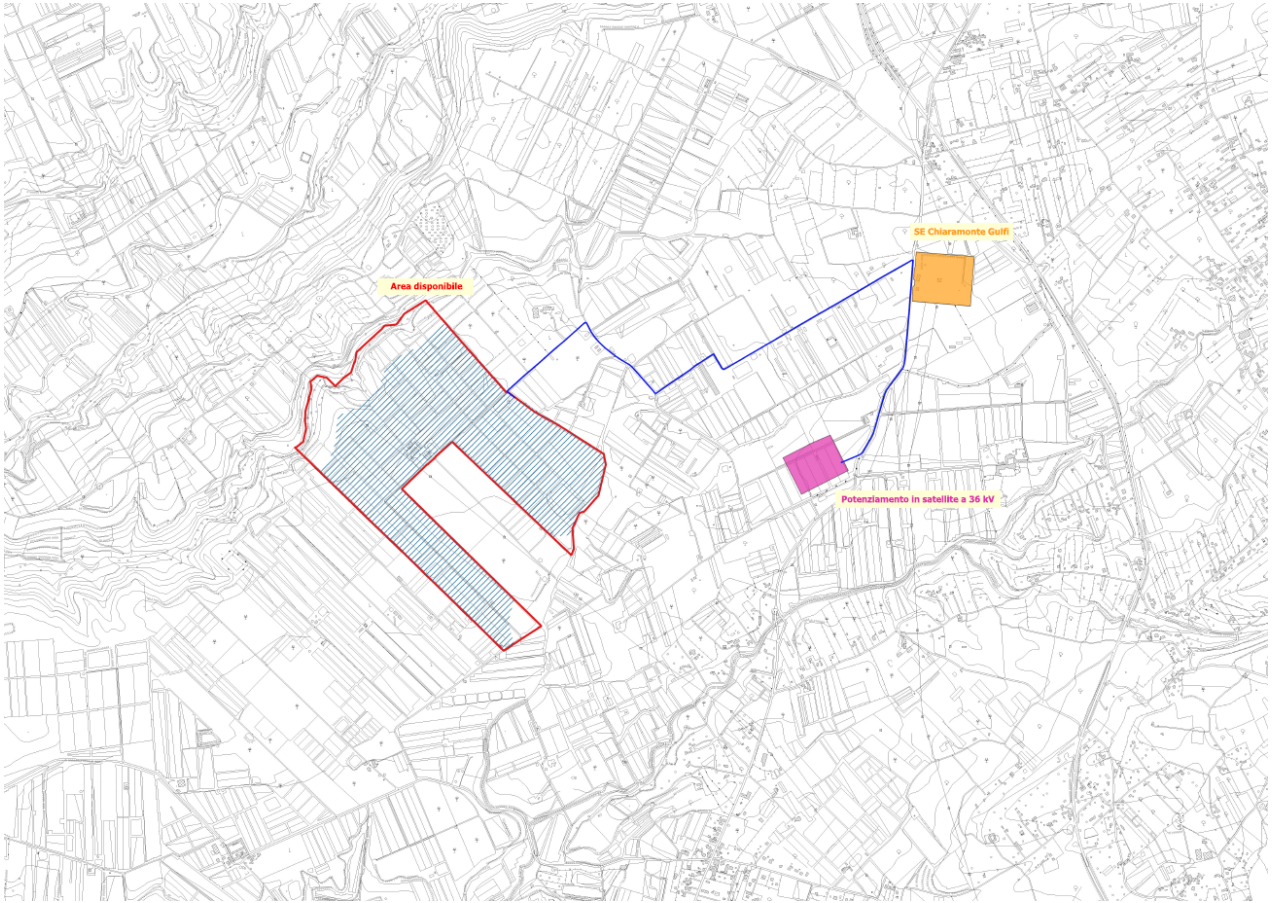 SE Chiaramonte Gulfi
Area disponibile
Potenziamento in satellite a 36 kV